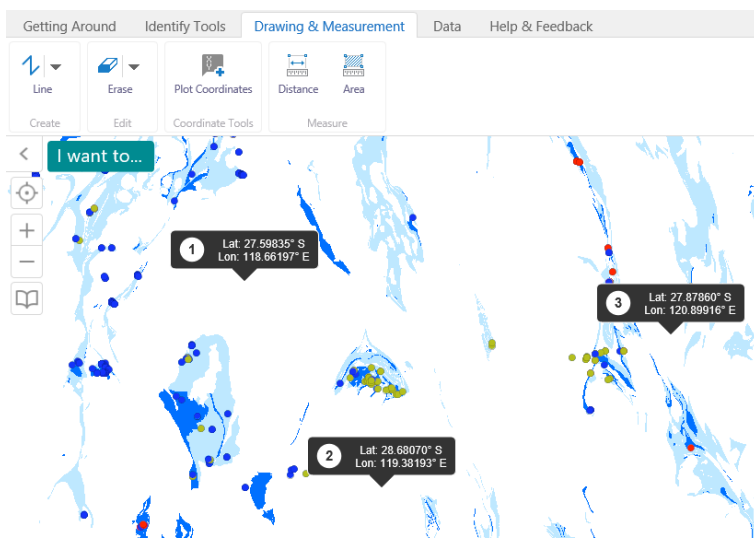 Getting Around Identify Tools Drawing & Measurement Data Help & Feedback
Line Erase Plot Coordinates Distance Area
Create Edit Coordinate Tools Measure
I want to...
1 Lat: 27.59835° S
Lon: 118.66197° E
3 Lat: 27.87860° S
Lon: 120.89916° E
2 Lat: 28.68070° S
Lon: 119.38193° E